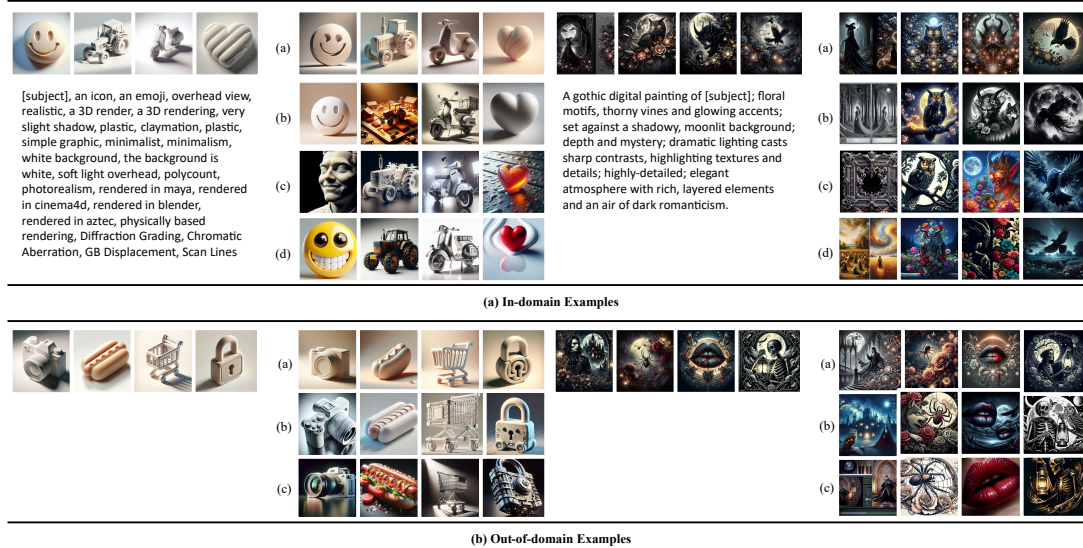 (a)
(b)
(c)
(d)
[subject], an icon, an emoji, overhead view,
realistic, a 3D render, a 3D rendering, very
slight shadow, plastic, claymation, plastic,
simple graphic, minimalist, minimalism,
white background, the background is
white, soft light overhead, polycount,
photorealism, rendered in maya, rendered
in cinema4d, rendered in blender,
rendered in aztec, physically based
rendering, Diffraction Grading, Chromatic
Aberration, GB Displacement, Scan Lines
A gothic digital painting of [subject]; floral
motifs, thorny vines and glowing accents;
set against a shadowy, moonlit background;
depth and mystery; dramatic lighting casts
sharp contrasts, highlighting textures and
details; highly-detailed; elegant
atmosphere with rich, layered elements
and an air of dark romanticism.
(a)
(b)
(c)
(d)
(a) In-domain Examples
(a)
(b)
(c)
(a)
(b)
(c)
(b) Out-of-domain Examples